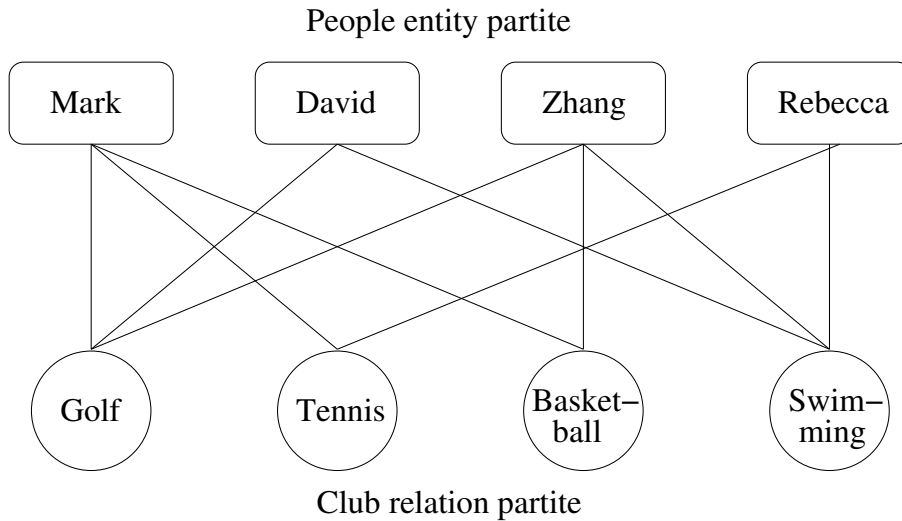 People entity partite
Mark David Zhang Rebecca
Golf Tennis Basket-
ball Swim-
ming
Club relation partite